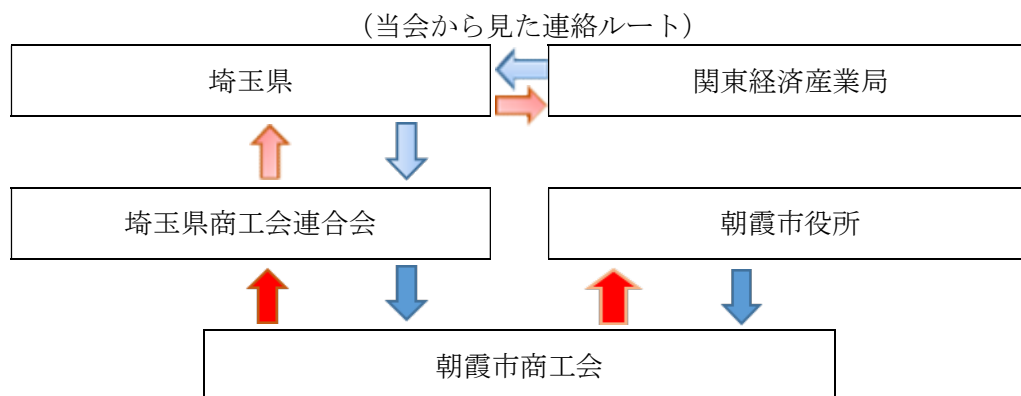 (当会から見た連絡ルート)
埼玉県
関東経済産業局
埼玉県商工会連合会
朝霞市役所
朝霞市商工会